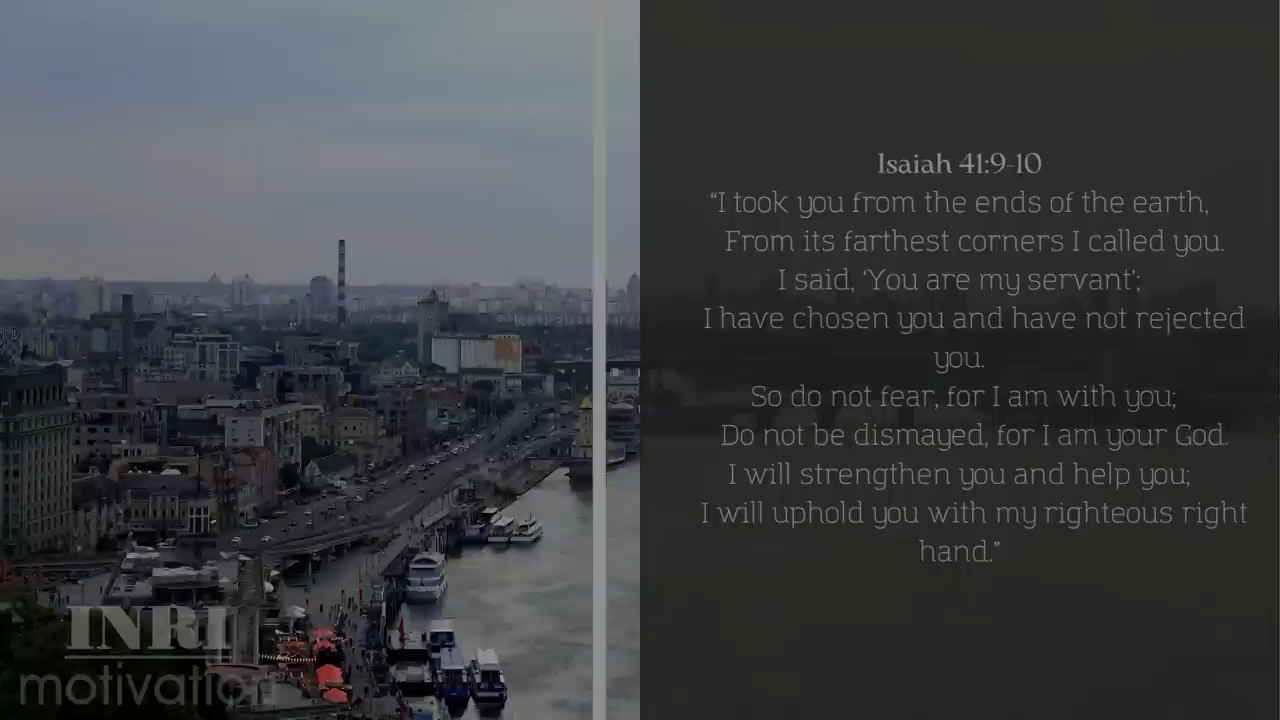 Isaiah 41:9-10
“I took you from the ends of the earth,
From its farthest corners I called you.
I said, ‘You are my servant’;
I have chosen you and have not rejected
you.
So do not fear, for I am with you;
Do not be dismayed, for I am your God.
I will strengthen you and help you;
I will uphold you with my righteous right
hand.”
INRI
motivation